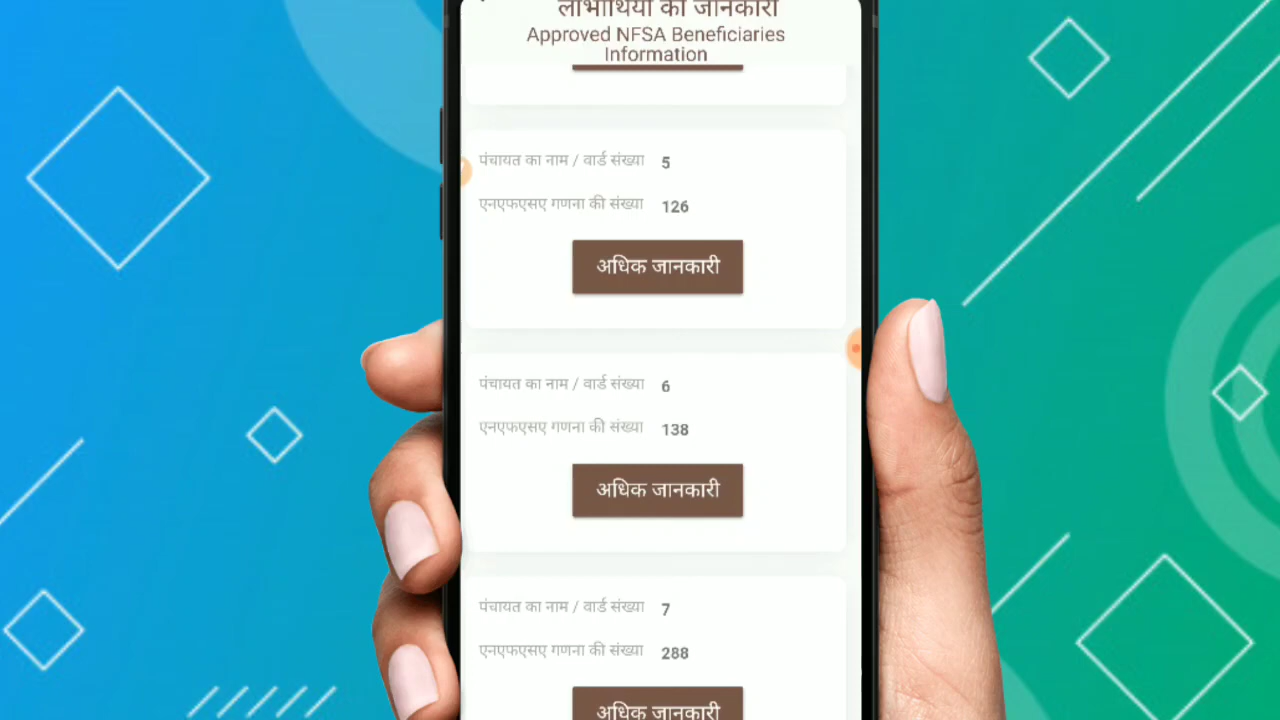 लाभार्थियों की जानकारी
Approved NFSA Beneficiaries
Information
पंचायत का नाम / वार्ड संख्या 5
एनएफएसए गणना की संख्या 126
अधिक जानकारी
पंचायत का नाम / वार्ड संख्या 6
एनएफएसए गणना की संख्या 138
अधिक जानकारी
पंचायत का नाम / वार्ड संख्या 7
एनएफएसए गणना की संख्या 288
अधिक जानकारी